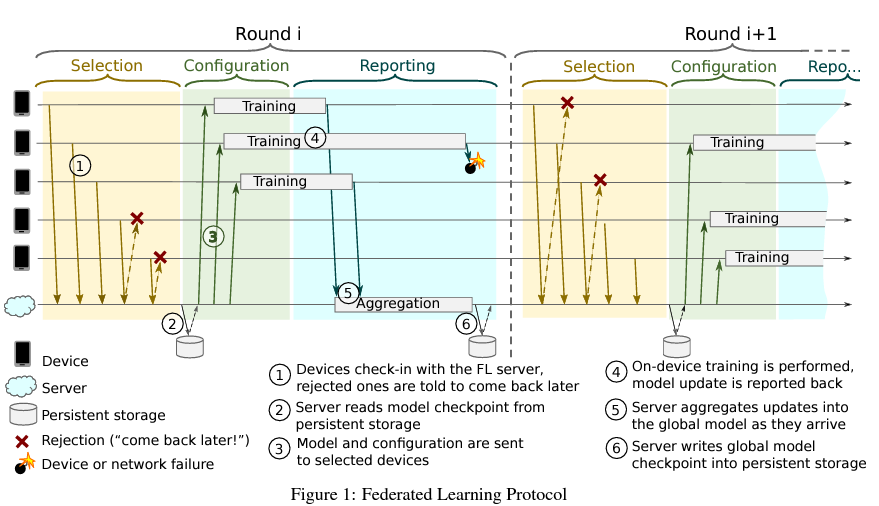 Round i
Round i+1
Selection
Configuration
Reporting
Selection
Configuration
Repo...
Training
Training
4
Training
1
3
2
5
Aggregation
6
Training
Training
Training
Device
Server
Persistent storage
Rejection (“come back later!”)
Device or network failure
1 Devices check-in with the FL server,
rejected ones are told to come back later
2 Server reads model checkpoint from
persistent storage
3 Model and configuration are sent
to selected devices
4 On-device training is performed,
model update is reported back
5 Server aggregates updates into
the global model as they arrive
6 Server writes global model
checkpoint into persistent storage
Figure 1: Federated Learning Protocol